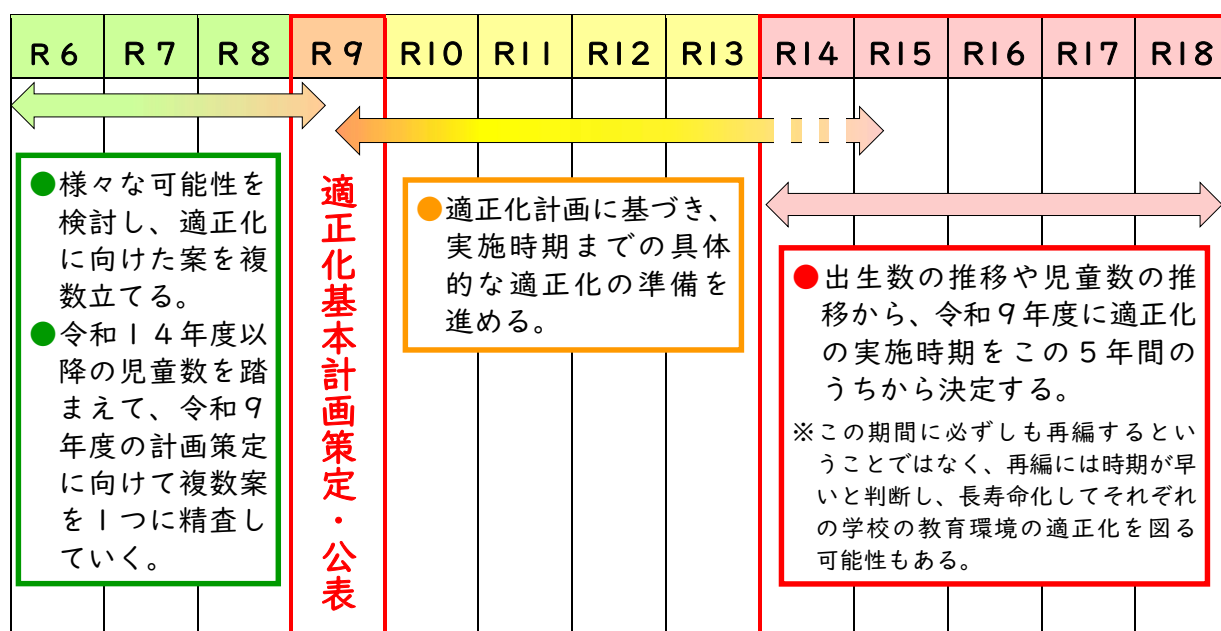 R6 R7 R8 R9 R10 R11 R12 R13 R14 R15 R16 R17 R18
●様々な可能性を
検討し、適正化
に向けた案を複
数立てる。
●令和14年度以
降の児童数を踏
まえて、令和9
年度の計画策定
に向けて複数案
を1つに精査し
ていく。
適正化基本計画策定・公表
●適正化計画に基づき、
実施時期までの具体
的な適正化の準備を
進める。
●出生数の推移や児童数の推
移から、令和9年度に適正化
の実施時期をこの5年間の
うちから決定する。
※この期間に必ずしも再編するとい
うことではなく、再編には時期が早
いと判断し、長寿命化してそれぞれ
の学校の教育環境の適正化を図る
可能性もある。